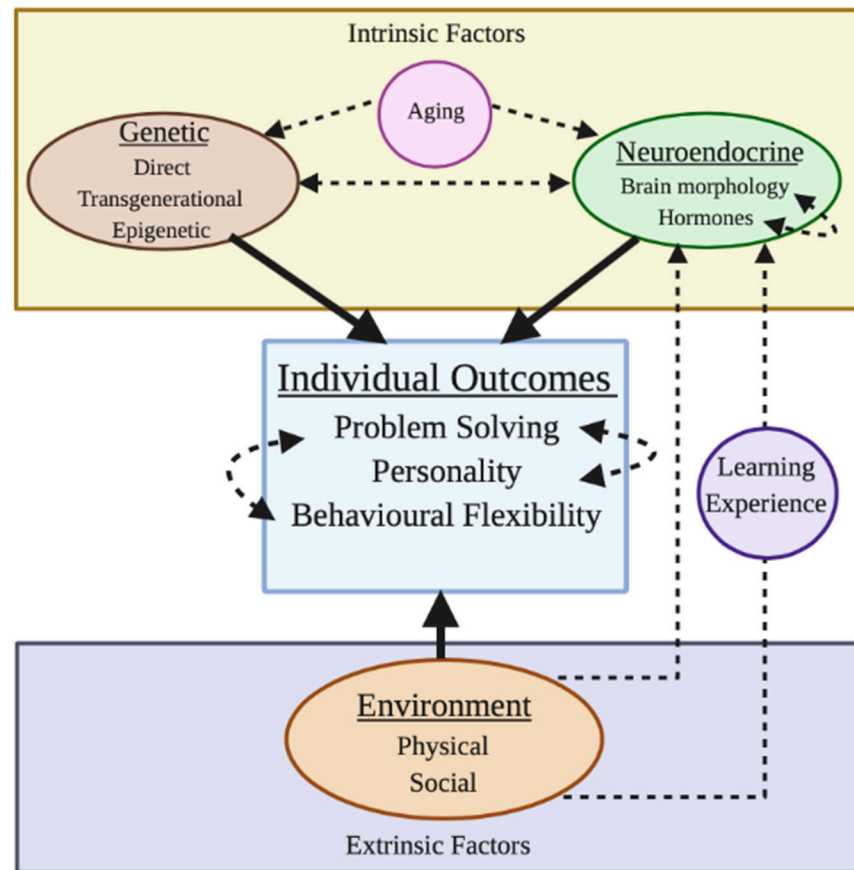 Intrinsic Factors
Aging
Genetic
Direct
Transgenerational
Epigenetic
Neuroendocrine
Brain morphology
Hormones
Individual Outcomes
Problem Solving
Personality
Behavioural Flexibility
Learning
Experience
Environment
Physical
Social
Extrinsic Factors